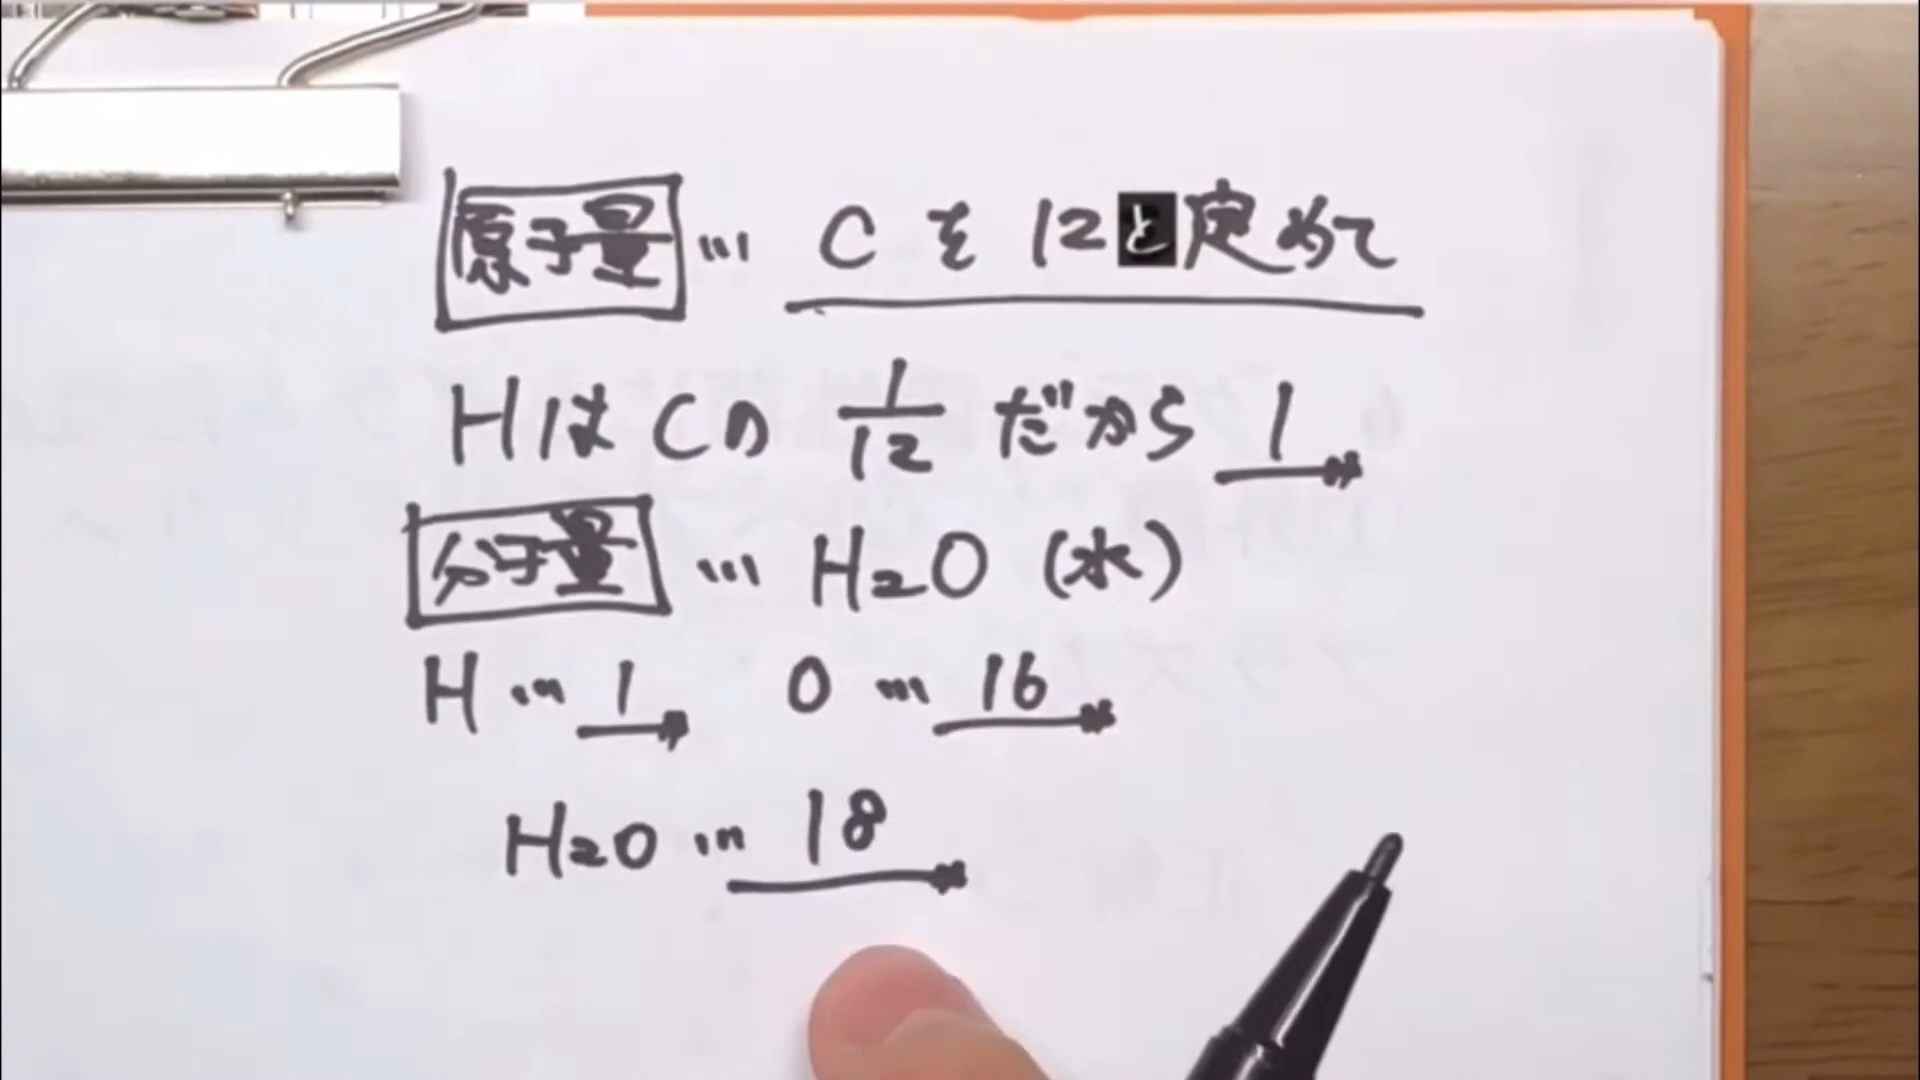 原子量 … Cを12と定めて
HはCの 1/12 だから 1
分子量 … H2O (水)
H … 1  O … 16
H2O … 18